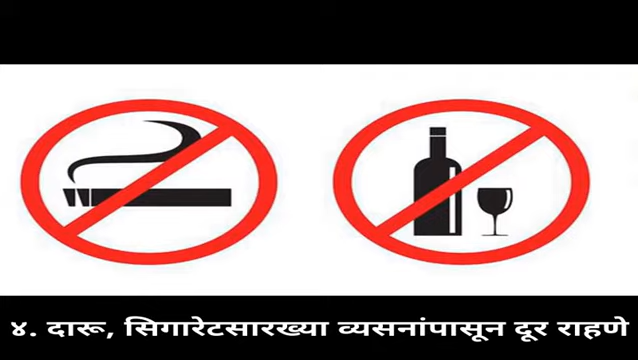 ४. दारू, सिगारेटसारख्या व्यसनांपासून दूर राहणे